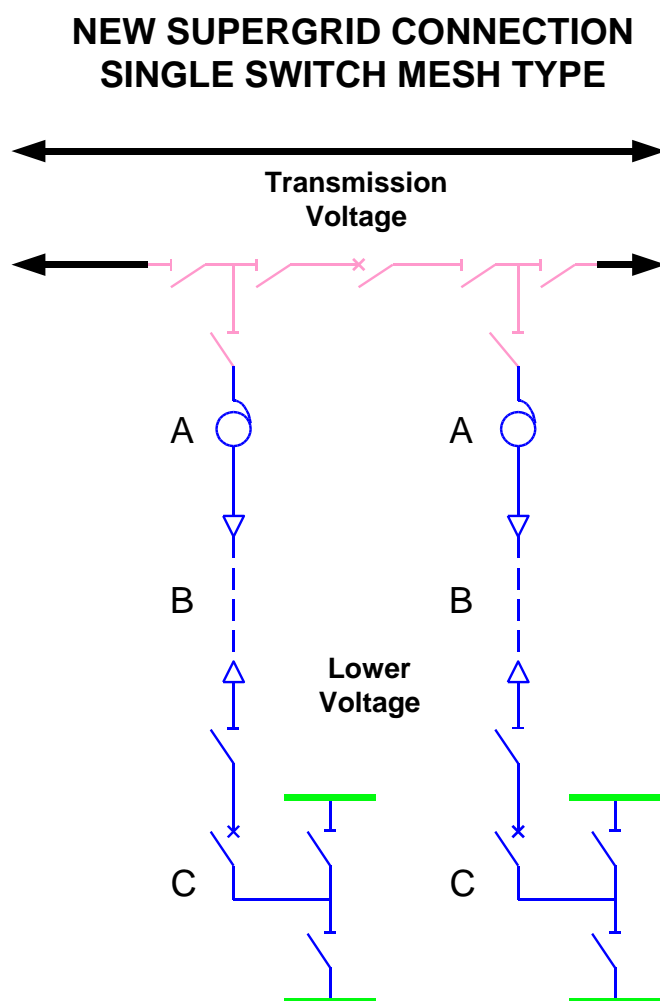 NEW SUPERGRID CONNECTION
SINGLE SWITCH MESH TYPE
Transmission
Voltage
A
A
B
B
Lower
Voltage
C
C